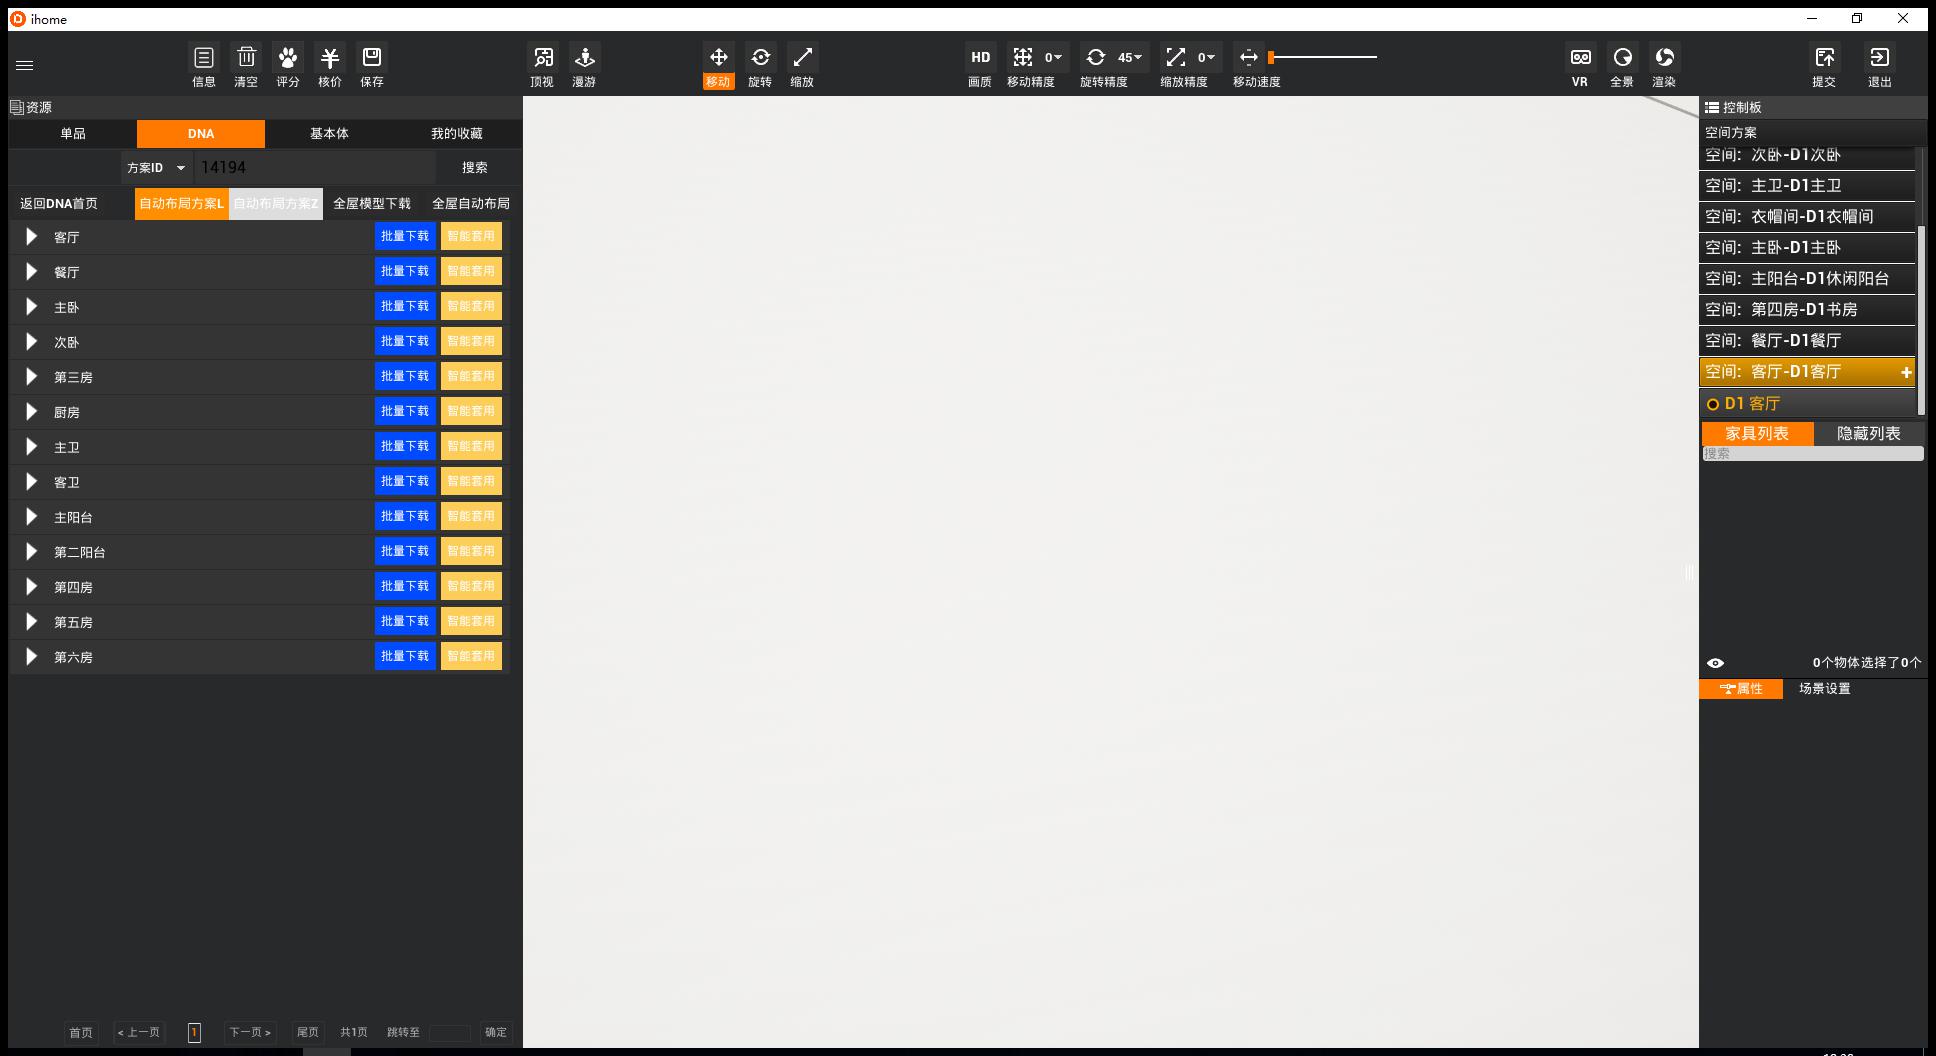 ihome
信息 清空 评分 核价 保存 顶视 漫游 移动 旋转 缩放 HD 画质 0 移动精度 45 旋转精度 0 缩放精度 移动速度 VR 全景 渲染 提交 退出
资源
单品 DNA 基本体 我的收藏
方案ID 14194 搜索
返回DNA首页 自动布局方案L 自动布局方案Z 全屋模型下载 全屋自动布局
客厅 批量下载 智能套用
餐厅 批量下载 智能套用
主卧 批量下载 智能套用
次卧 批量下载 智能套用
第三房 批量下载 智能套用
厨房 批量下载 智能套用
主卫 批量下载 智能套用
客卫 批量下载 智能套用
主阳台 批量下载 智能套用
第二阳台 批量下载 智能套用
第四房 批量下载 智能套用
第五房 批量下载 智能套用
第六房 批量下载 智能套用
首页 <上一页 1 下一页> 尾页 共1页 跳转至 确定
控制板
空间方案
空间：次卧-D1次卧
空间：主卫-D1主卫
空间：衣帽间-D1衣帽间
空间：主卧-D1主卧
空间：主阳台-D1休闲阳台
空间：第四房-D1书房
空间：餐厅-D1餐厅
空间：客厅-D1客厅 +
D1 客厅
家具列表 隐藏列表
搜索
0个物体选择了0个
属性 场景设置